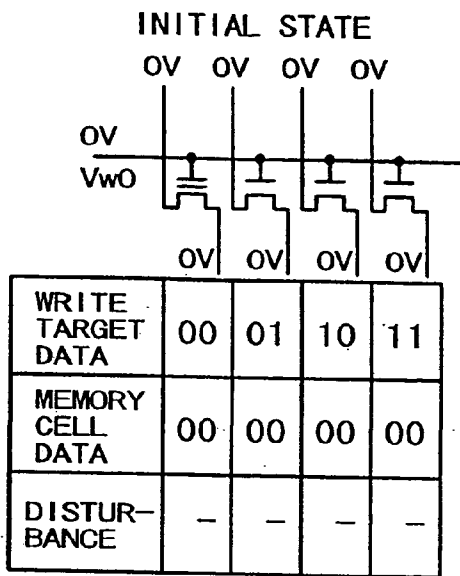 INITIAL STATE
0V 0V 0V 0V
0V
Vw0
0V 0V 0V 0V
WRITE TARGET DATA 00 01 10 11
MEMORY CELL DATA 00 00 00 00
DISTUR-BANCE - - - -